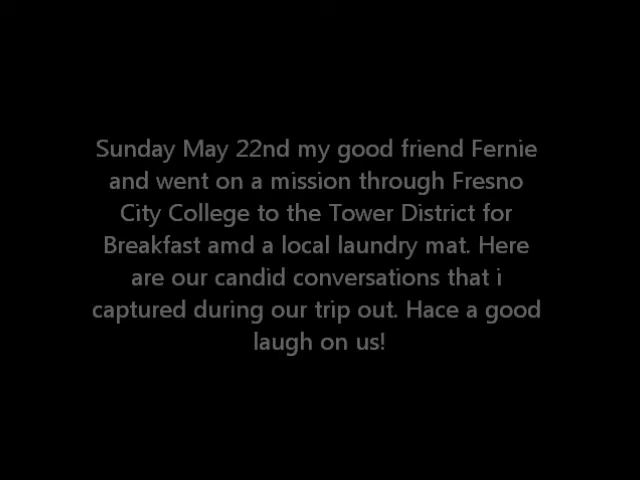 Sunday May 22nd my good friend Fernie
and went on a mission through Fresno
City College to the Tower District for
Breakfast amd a local laundry mat. Here
are our candid conversations that i
captured during our trip out. Hace a good
laugh on us!